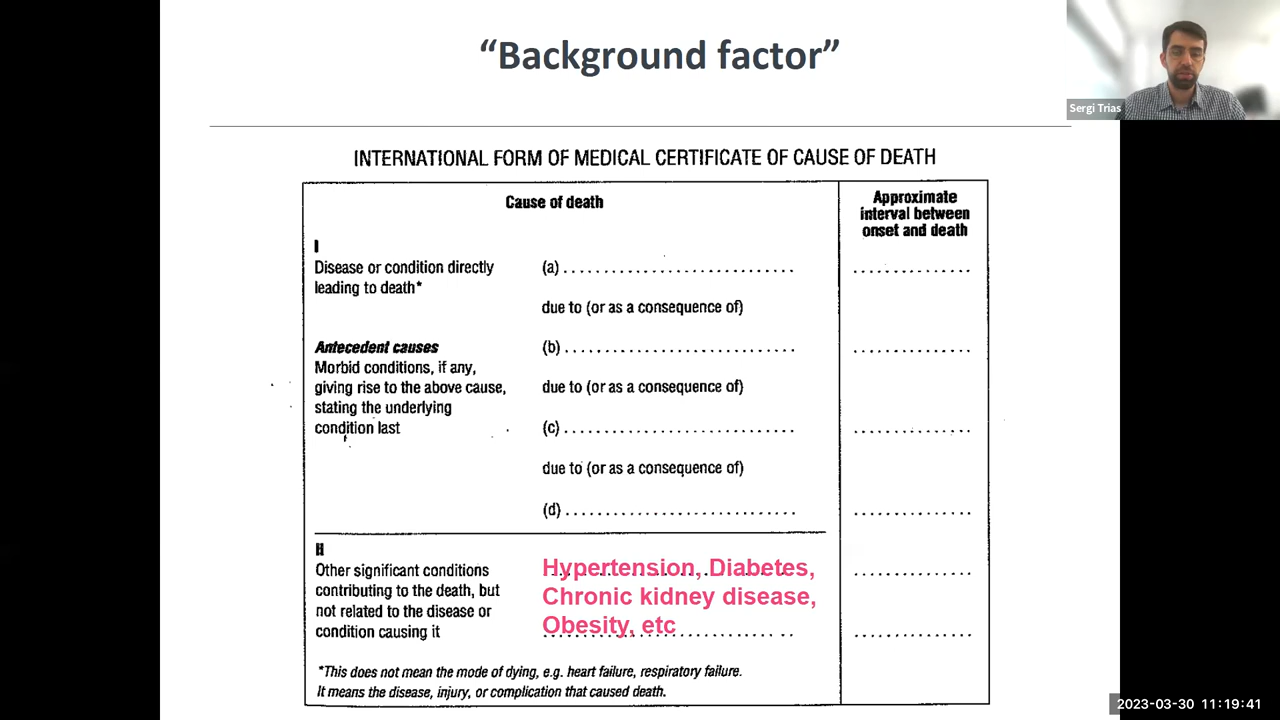 “Background factor”
Sergi Trias
INTERNATIONAL FORM OF MEDICAL CERTIFICATE OF CAUSE OF DEATH
Cause of death
Approximate
interval between
onset and death
I
Disease or condition directly
leading to death*
(a)
due to (or as a consequence of)
Antecedent causes
Morbid conditions, if any,
giving rise to the above cause,
stating the underlying
condition last
(b)
due to (or as a consequence of)
(c)
due to (or as a consequence of)
(d)
II
Other significant conditions
contributing to the death, but
not related to the disease or
condition causing it
Hypertension, Diabetes,
Chronic kidney disease,
Obesity, etc
*This does not mean the mode of dying, e.g. heart failure, respiratory failure.
It means the disease, injury, or complication that caused death.
2023-03-30 11:19:41